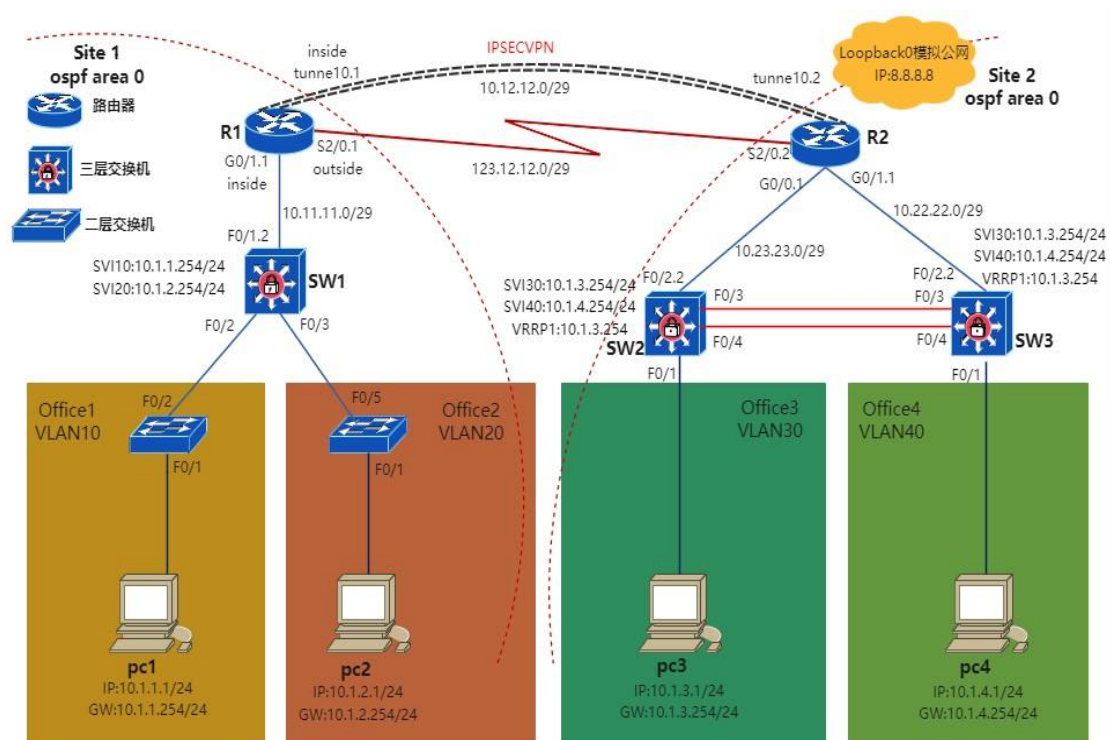 Site 1
ospf area 0
路由器
三层交换机
二层交换机
inside
tunne10.1
IPSECVPN
10.12.12.0/29
tunne10.2
Loopback0模拟公网
IP:8.8.8.8
Site 2
ospf area 0
R1
S2/0.1
outside
G0/1.1
inside
123.12.12.0/29
S2/0.2
R2
G0/0.1
G0/1.1
10.11.11.0/29
F0/1.2
SVI10:10.1.1.254/24
SVI20:10.1.2.254/24
SW1
F0/2
F0/3
10.22.22.0/29
10.23.23.0/29
SVI30:10.1.3.254/24
SVI40:10.1.4.254/24
VRRP1:10.1.3.254
F0/2.2
F0/3
F0/4
SW2
F0/1
SVI30:10.1.3.254/24
SVI40:10.1.4.254/24
VRRP1:10.1.3.254
F0/2.2
F0/3
F0/4
SW3
F0/1
Office1
VLAN10
F0/2
F0/1
pc1
IP:10.1.1.1/24
GW:10.1.1.254/24
Office2
VLAN20
F0/5
F0/1
pc2
IP:10.1.2.1/24
GW:10.1.2.254/24
Office3
VLAN30
pc3
IP:10.1.3.1/24
GW:10.1.3.254/24
Office4
VLAN40
pc4
IP:10.1.4.1/24
GW:10.1.4.254/24